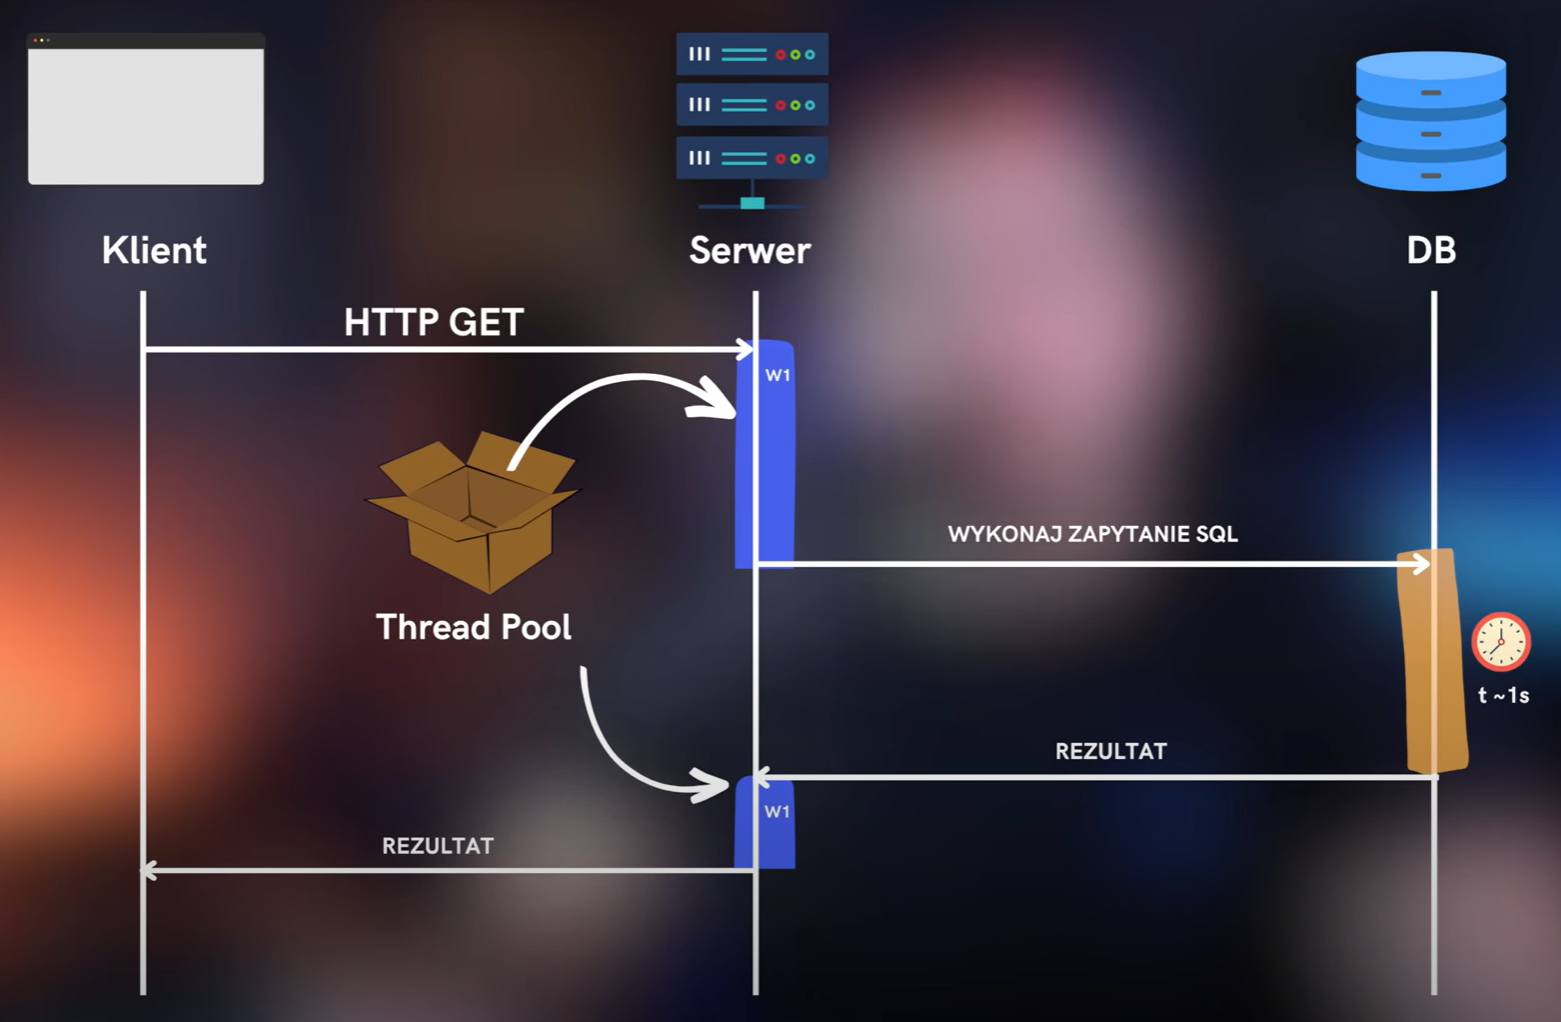 Klient
Serwer
DB
HTTP GET
W1
WYKONAJ ZAPYTANIE SQL
Thread Pool
t ~1s
REZULTAT
W1
REZULTAT